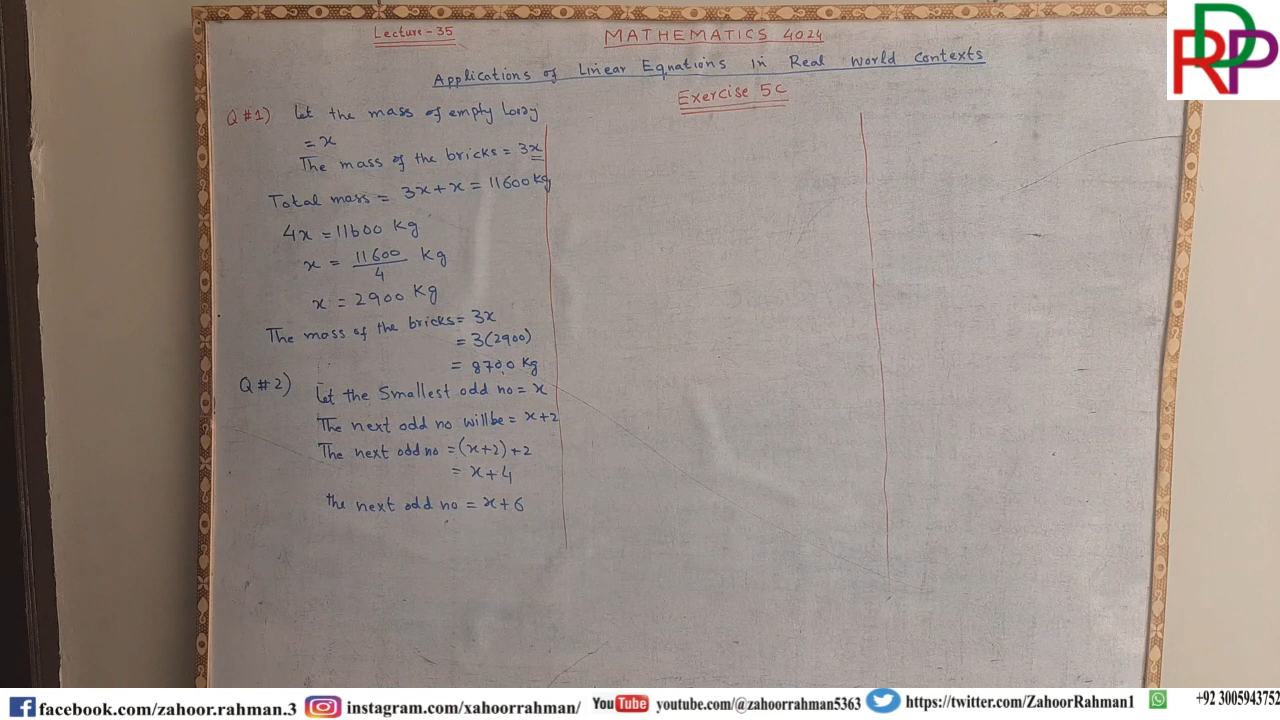 Lecture-35
MATHEMATICS 4024
Applications of Linear Equations in Real World Contexts
Exercise 5C
Q#1) Let the mass of empty Lorry
= x
The mass of the bricks = 3x
Total mass = 3x+x = 11600 kg
4x = 11600 Kg
x = 11600/4 Kg
x = 2900 Kg
The mass of the bricks = 3x
= 3(2900)
= 8700 Kg
Q#2) Let the Smallest odd no = x
The next odd no will be = x+2
The next odd no = (x+2)+2
= x+4
the next odd no = x+6
RDP
facebook.com/zahoor.rahman.3 instagram.com/xahoorrahman/ YouTube youtube.com/@zahoorrahman5363 https://twitter.com/ZahoorRahman1 +92 3005943752